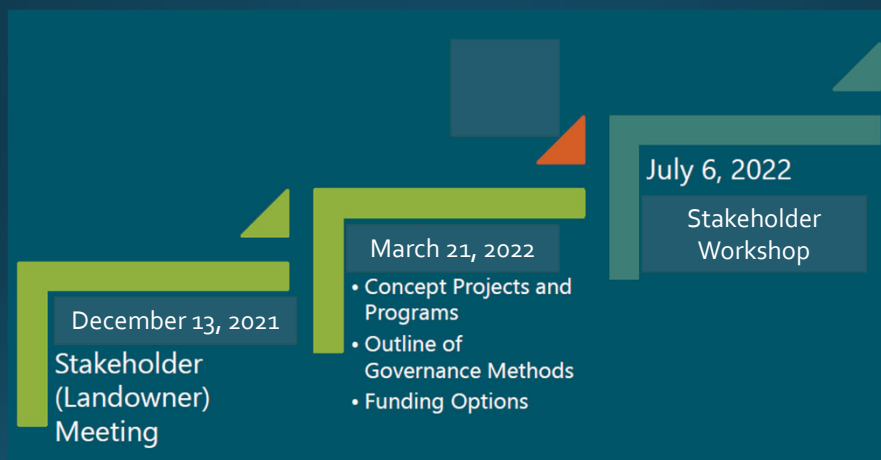 December 13, 2021
Stakeholder
(Landowner)
Meeting
March 21, 2022
• Concept Projects and
Programs
• Outline of
Governance Methods
• Funding Options
July 6, 2022
Stakeholder
Workshop